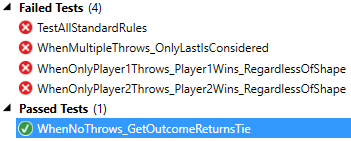 Failed Tests (4)
TestAllStandardRules
WhenMultipleThrows_OnlyLastIsConsidered
WhenOnlyPlayer1Throws_Player1Wins_RegardlessOfShape
WhenOnlyPlayer2Throws_Player2Wins_RegardlessOfShape
Passed Tests (1)
WhenNoThrows_GetOutcomeReturnsTie